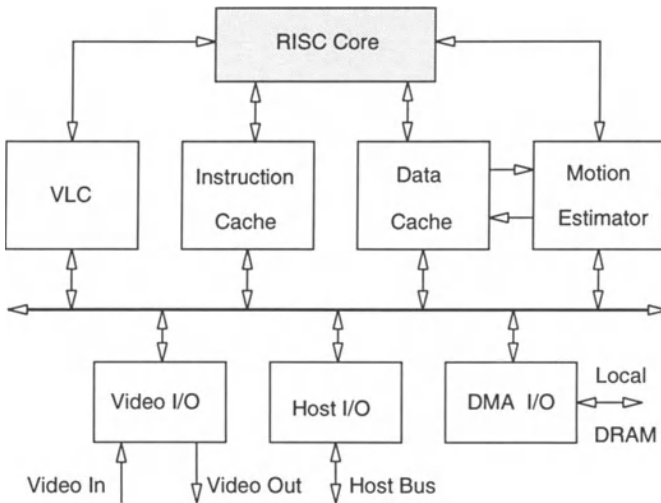 RISC Core
VLC
Instruction
Cache
Data
Cache
Motion
Estimator
Video I/O
Host I/O
DMA I/O
Local
DRAM
Video In
Video Out
Host Bus